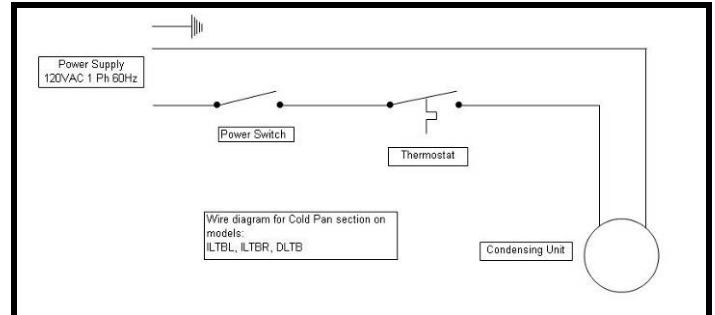 Power Supply
120VAC 1 Ph 60Hz
Power Switch
Thermostat
Wire diagram for Cold Pan section on
models:
ILTBL, ILTBR, DLTB
Condensing Unit